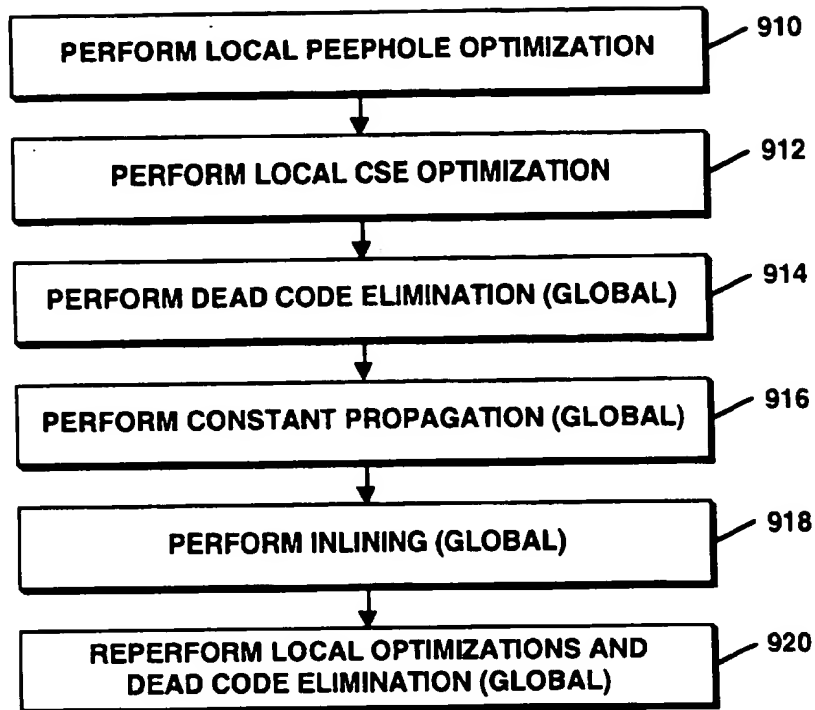 PERFORM LOCAL PEEPHOLE OPTIMIZATION
910
PERFORM LOCAL CSE OPTIMIZATION
912
PERFORM DEAD CODE ELIMINATION (GLOBAL)
914
PERFORM CONSTANT PROPAGATION (GLOBAL)
916
PERFORM INLINING (GLOBAL)
918
REPERFORM LOCAL OPTIMIZATIONS AND
DEAD CODE ELIMINATION (GLOBAL)
920